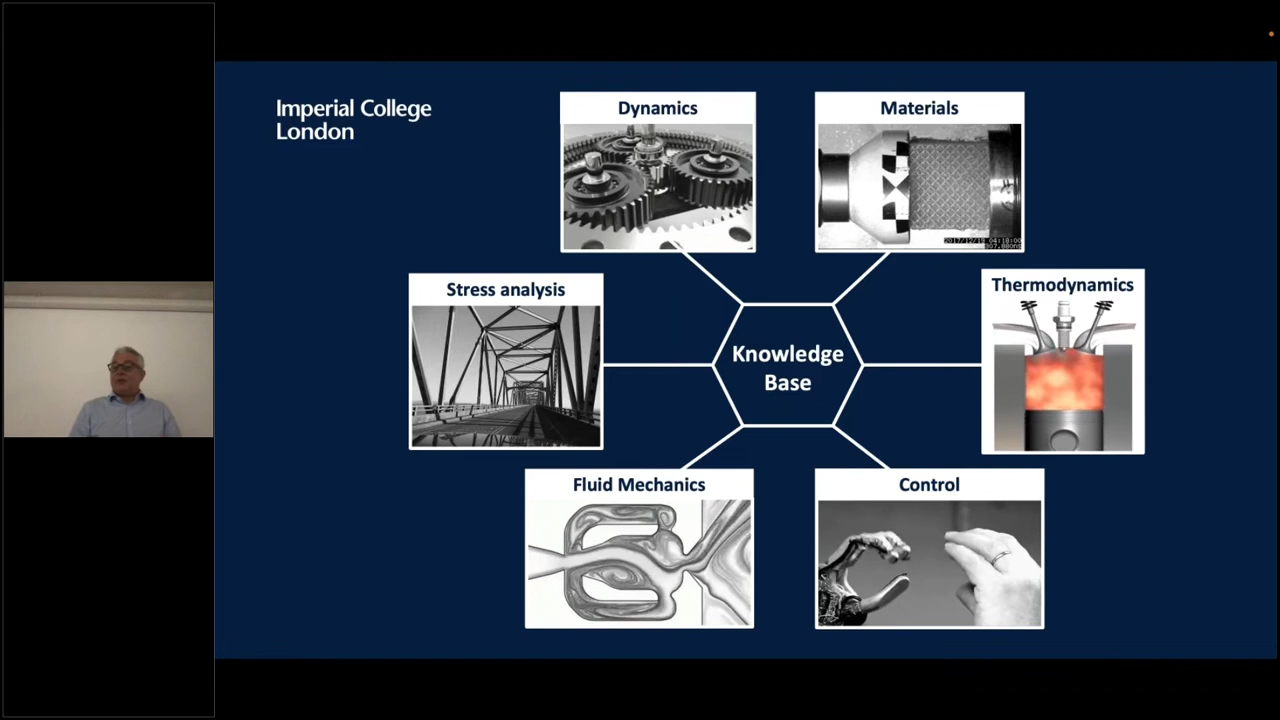 Imperial College
London
Dynamics
Materials
Stress analysis
Thermodynamics
Knowledge
Base
Fluid Mechanics
Control